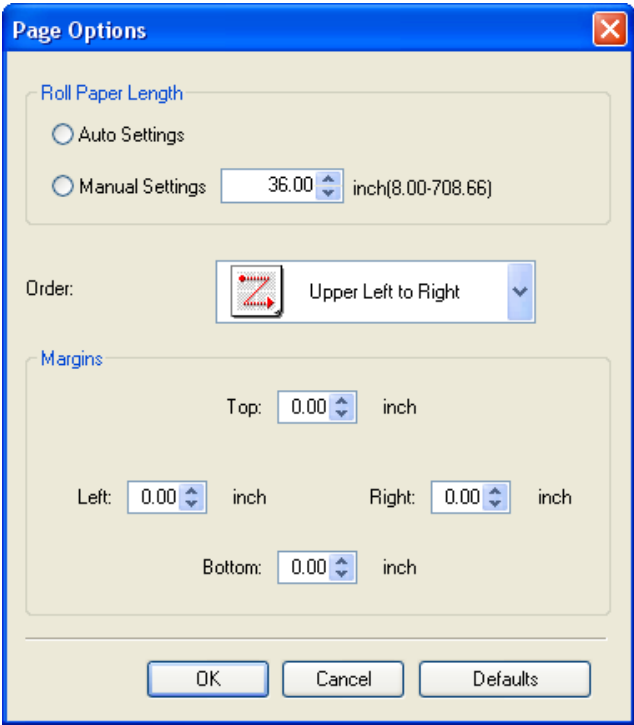 Page Options
Roll Paper Length
Auto Settings
Manual Settings 36.00 inch(8.00-708.66)
Order: Upper Left to Right
Margins
Top: 0.00 inch
Left: 0.00 inch Right: 0.00 inch
Bottom: 0.00 inch
OK Cancel Defaults